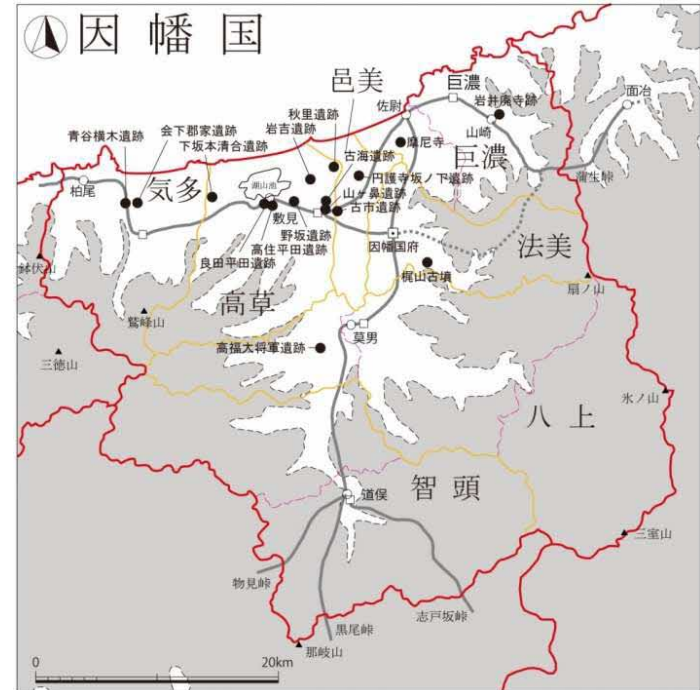 因幡国
邑美
巨濃
面治
秋里遺跡
佐尉
岩井廃寺跡
岩吉遺跡
山崎
青谷横木遺跡
会下郡家遺跡
下坂本清合遺跡
古海遺跡
摩尼寺
巨濃
円護寺坂ノ下遺跡
蒲生峠
柏尾
気多
湖山池
山ヶ鼻遺跡
敷見
野坂遺跡
古市遺跡
高住平田遺跡
良田平田遺跡
因幡国府
法美
鉢伏山
梶山古墳
扇ノ山
高草
鷲峰山
莫男
高福大将軍遺跡
三徳山
氷ノ山
八上
智頭
道俣
三室山
物見峠
志戸坂峠
黒尾峠
那岐山
0
20km